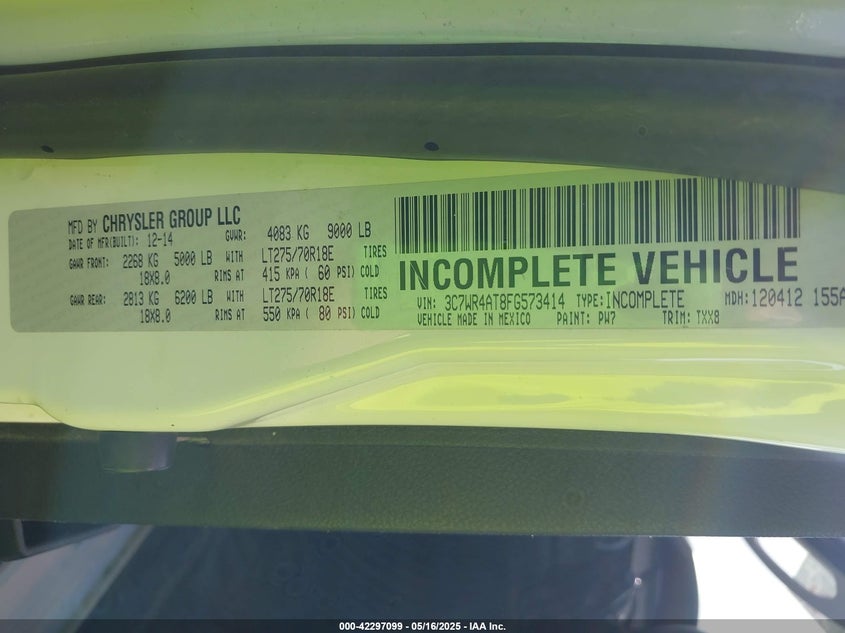 MFD BY CHRYSLER GROUP LLC
DATE OF MFR(BUILT): 12-14 GVWR: 4083 KG 9000 LB
GAWR FRONT: 2268 KG 5000 LB WITH LT275/70R18E TIRES
18X8.0 RIMS AT 415 KPA ( 60 PSI) COLD
GAWR REAR: 2813 KG 6200 LB WITH LT275/70R18E TIRES
18X8.0 RIMS AT 550 KPA ( 80 PSI) COLD
INCOMPLETE VEHICLE
VIN: 3C7WR4AT8FG573414 TYPE: INCOMPLETE MDH: 120412 155A
VEHICLE MADE IN MEXICO PAINT: PW7 TRIM: TXX8
000-42297099 — 05/16/2025 — IAA Inc.